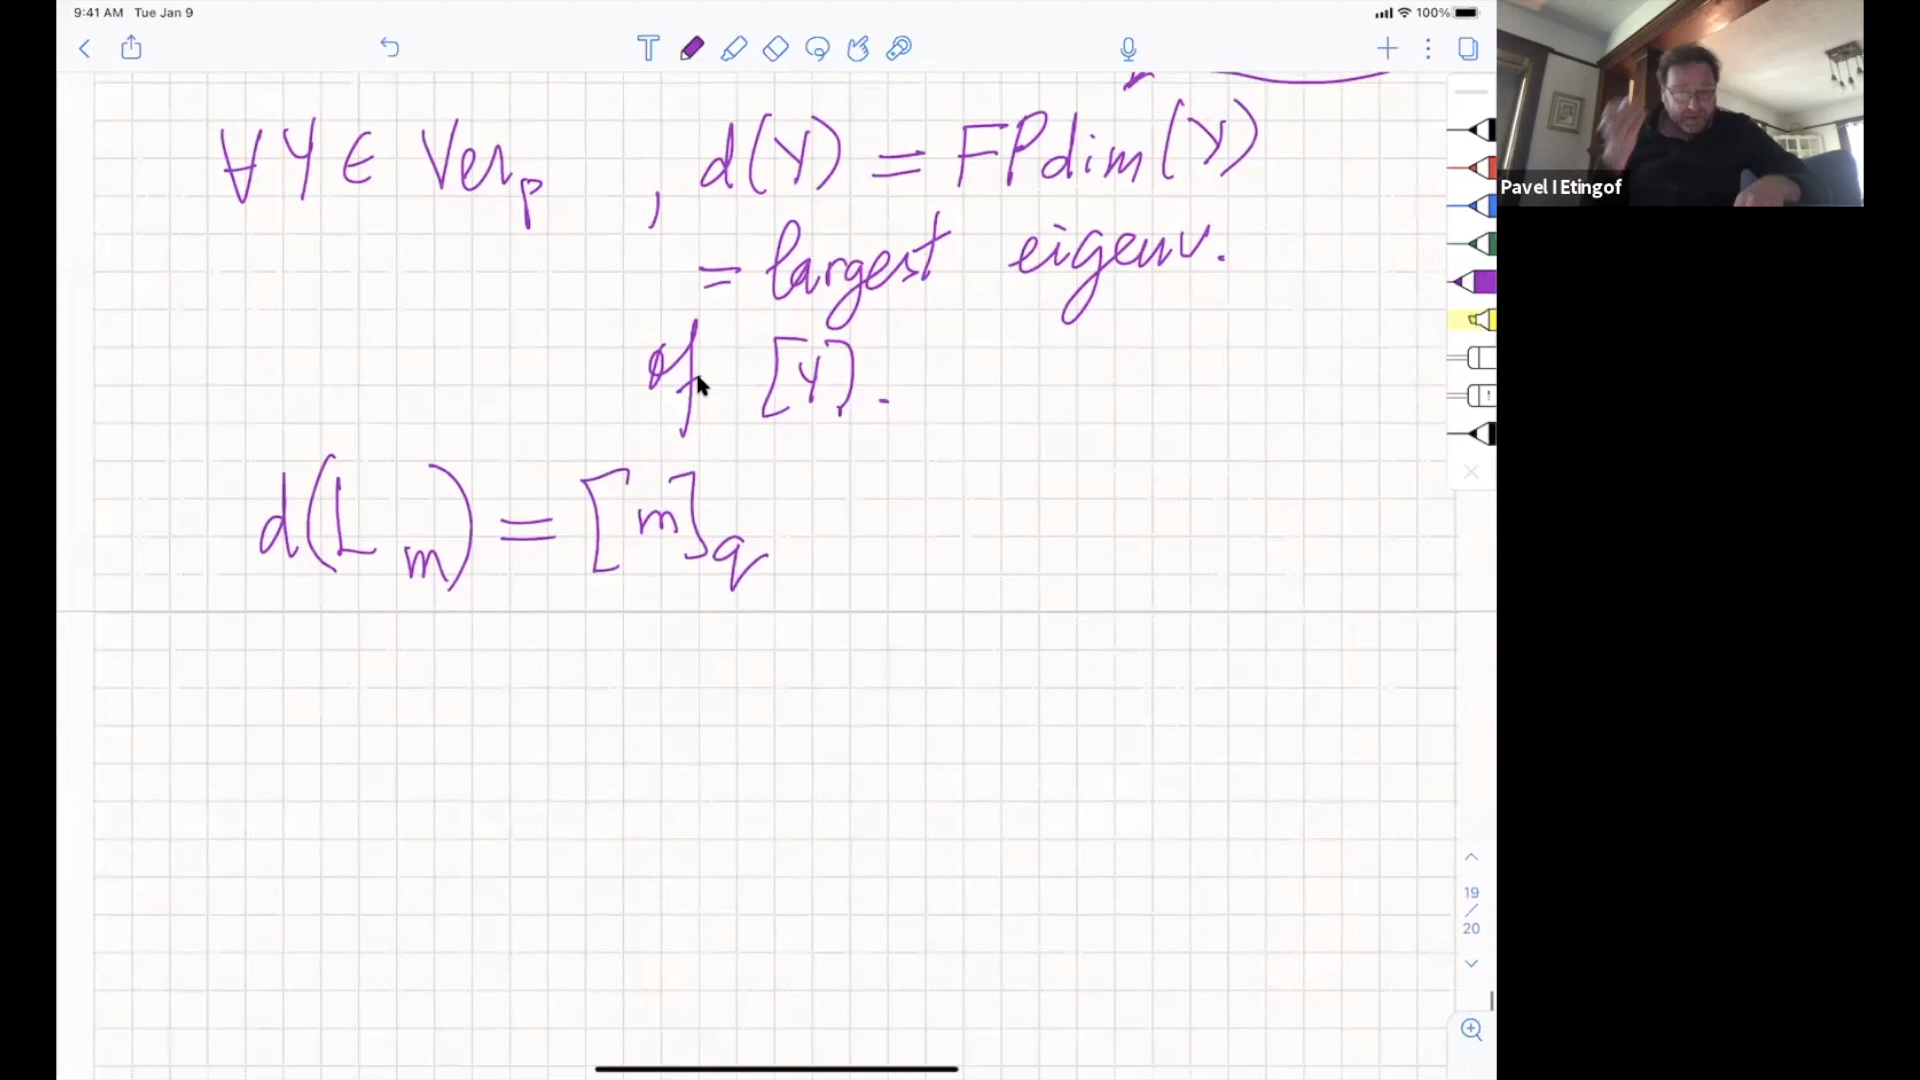 9:41 AM Tue Jan 9
100%
T
∀ Y ∈ Ver_p , d(Y) = FPdim(Y)
= largest eigenv.
of [Y].
d(L_m) = [m]_q
19
/
20
Pavel I Etingof